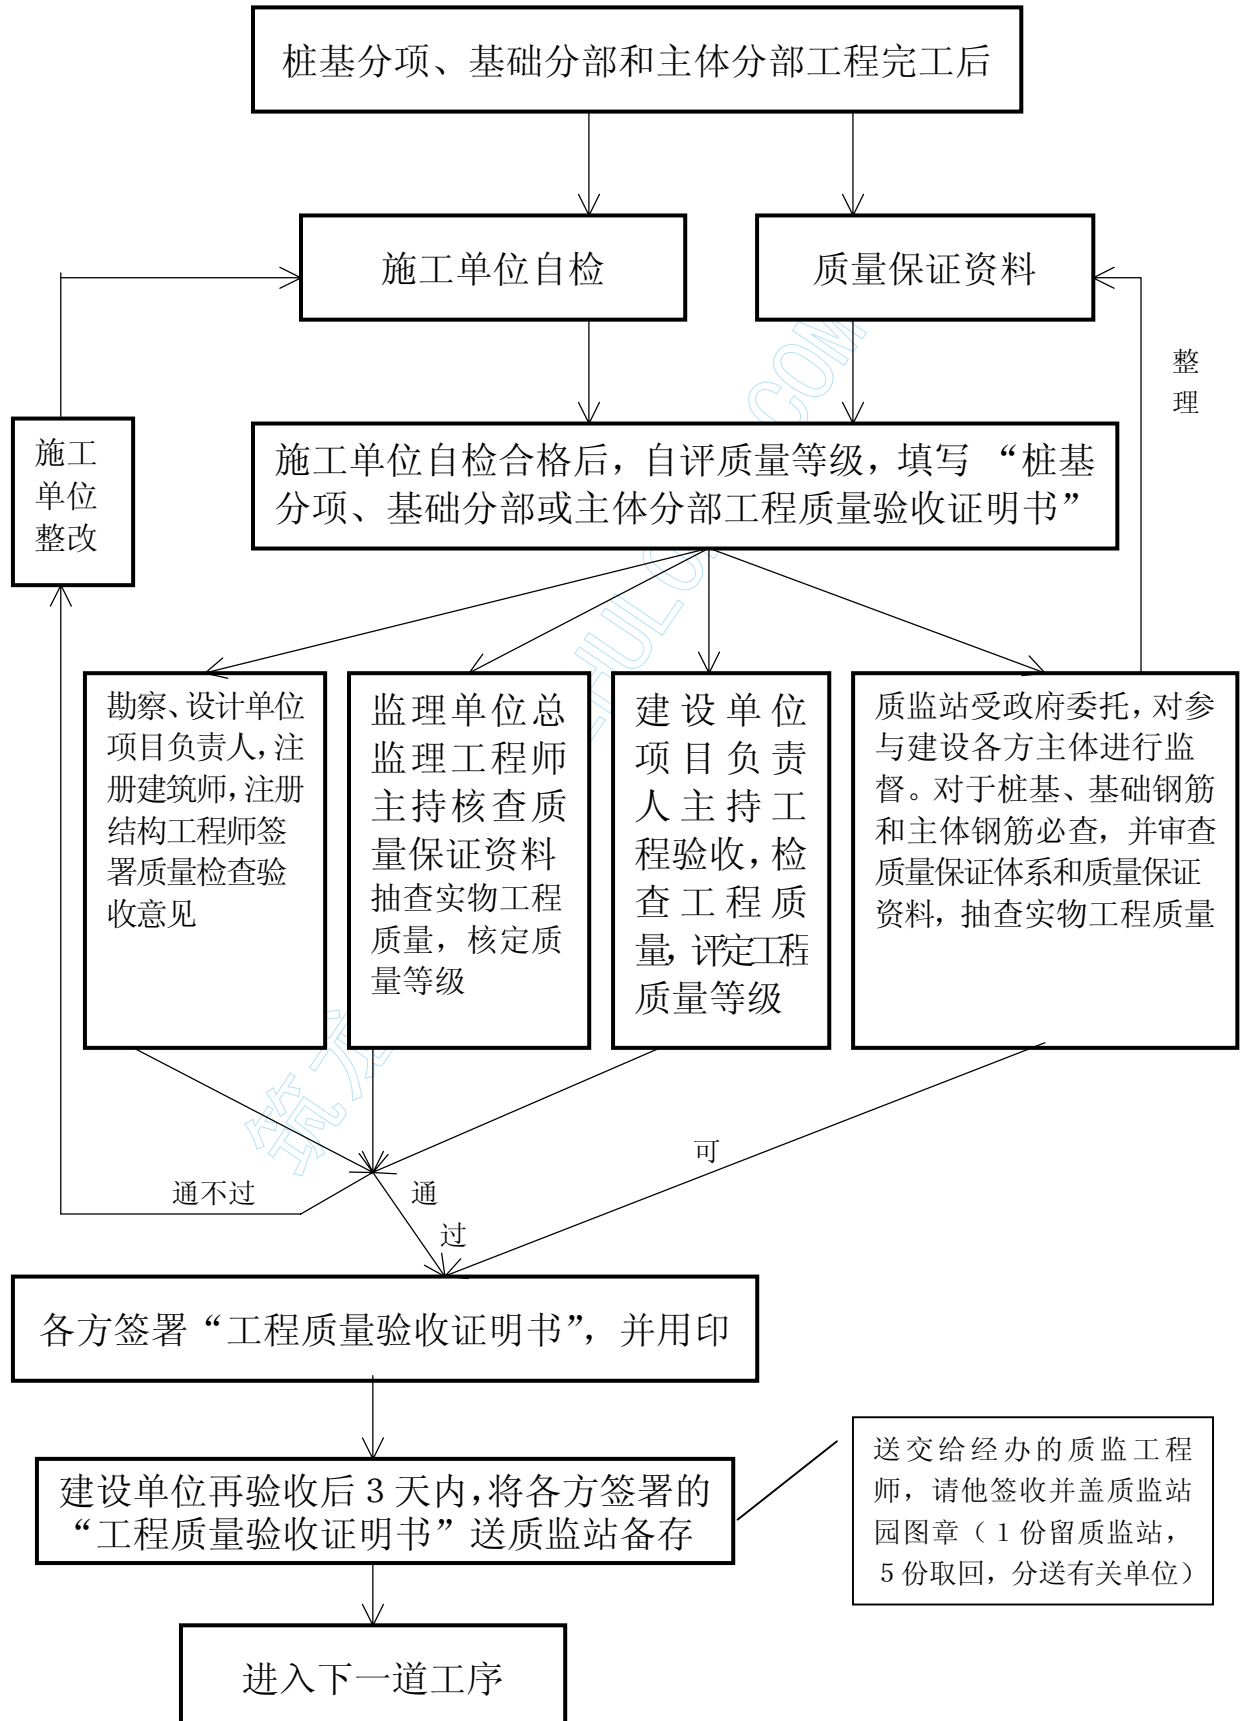 桩基分项、基础分部和主体分部工程完工后
施工单位自检
质量保证资料
整
理
施工
单位
整改
施工单位自检合格后，自评质量等级，填写 “桩基
分项、基础分部或主体分部工程质量验收证明书”
勘察、设计单位
项目负责人，注
册建筑师，注册
结构工程师签
署质量检查验
收意见
监理单位总
监理工程师
主持核查质
量保证资料
抽查实物工程
质量，核定质
量等级
建设单位
项目负责
人主持工
程验收，检
查工程质
量，评定工程
质量等级
质监站受政府委托，对参
与建设各方主体进行监
督。对于桩基、基础钢筋
和主体钢筋必查，并审查
质量保证体系和质量保证
资料，抽查实物工程质量
可
通不过
通
过
各方签署“工程质量验收证明书”，并用印
建设单位再验收后 3 天内，将各方签署的
“工程质量验收证明书”送质监站备存
送交给经办的质监工程
师，请他签收并盖质监站
园图章（ 1 份留质监站，
5 份取回，分送有关单位）
进入下一道工序